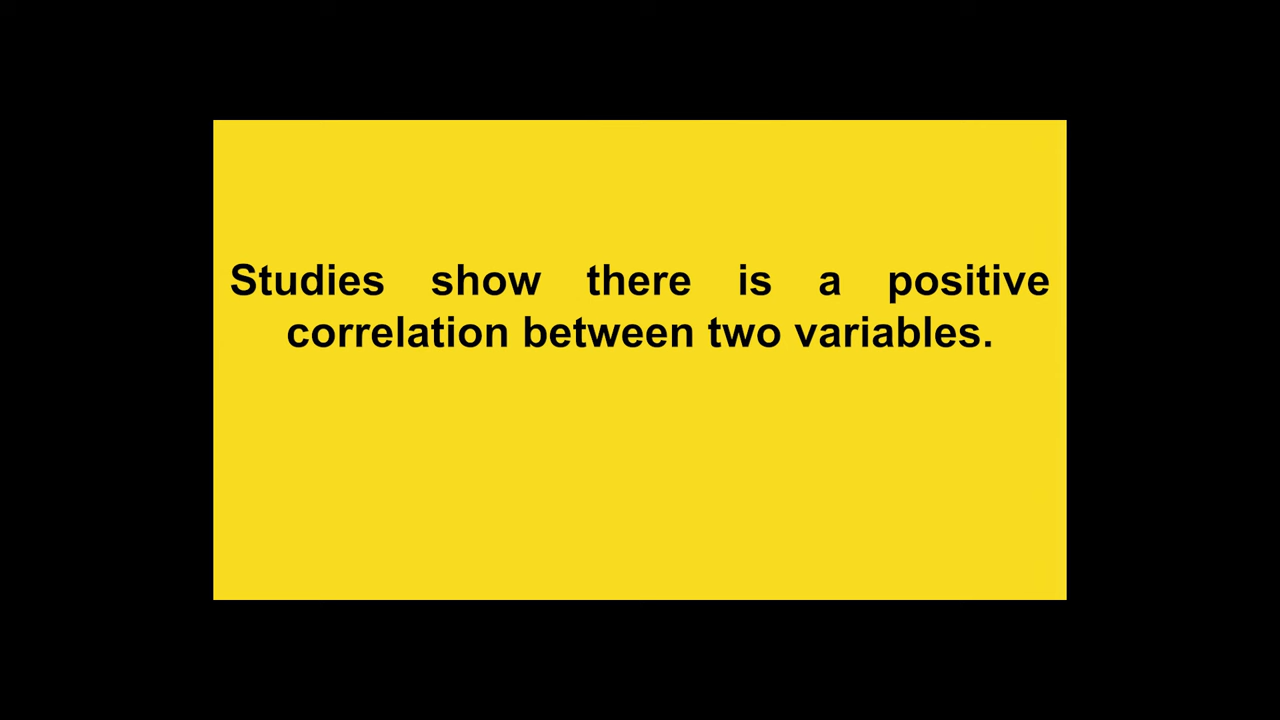 Studies show there is a positive
correlation between two variables.